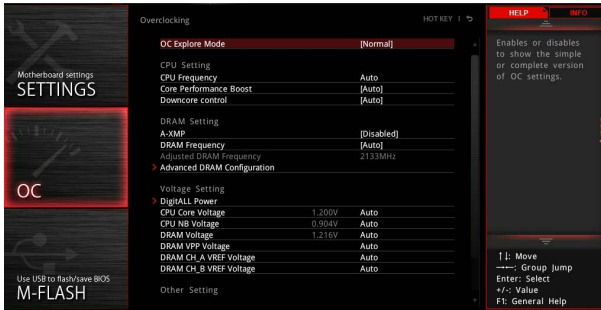 Motherboard settings
SETTINGS
OC
Use USB to flash/save BIOS
M-FLASH
Overclocking
HOT KEY |
OC Explore Mode [Normal]
CPU Setting
CPU Frequency Auto
Core Performance Boost [Auto]
Downcore control [Auto]
DRAM Setting
A-XMP [Disabled]
DRAM Frequency [Auto]
Adjusted DRAM Frequency 2133MHz
Advanced DRAM Configuration
Voltage Setting
DigitALL Power
CPU Core Voltage 1.200V Auto
CPU NB Voltage 0.904V Auto
DRAM Voltage 1.216V Auto
DRAM VPP Voltage Auto
DRAM CH_A VREF Voltage Auto
DRAM CH_B VREF Voltage Auto
Other Setting
HELP INFO
Enables or disables
to show the simple
or complete version
of OC settings.
↑↓: Move
→←: Group Jump
Enter: Select
+/-: Value
F1: General Help